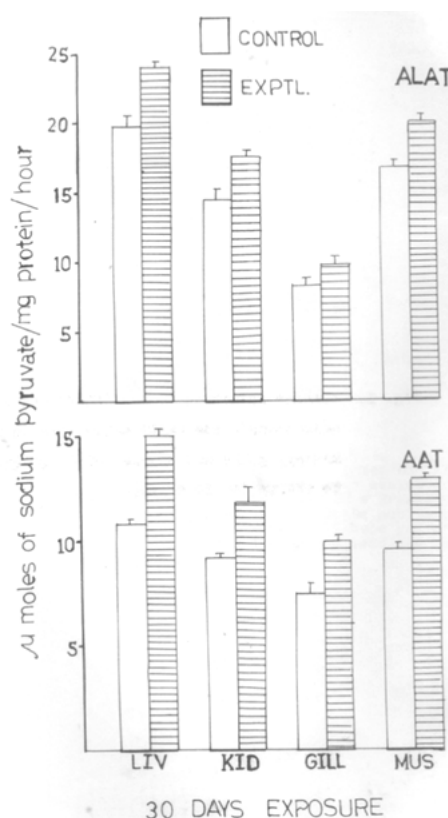 CONTROL
EXPTL.
ALAT
25
20
15
10
5
AAT
15
10
5
μ moles of sodium pyruvate/mg protein/hour
LIV KID GILL MUS
30 DAYS EXPOSURE